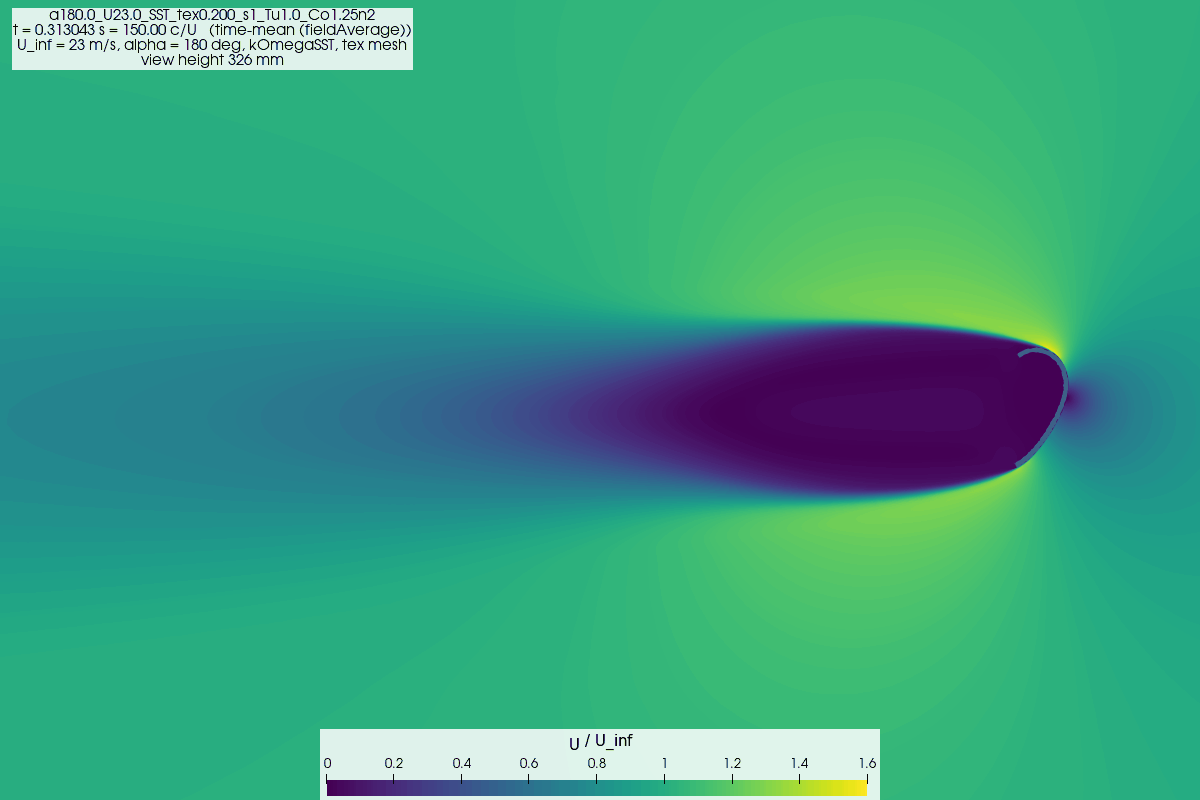 a180.0_U23.0_SST_tex0.200_s1_Tu1.0_Co1.25n2
t = 0.313043 s = 150.00 c/U (time-mean (fieldAverage))
U_inf = 23 m/s, alpha = 180 deg, kOmegaSST, tex mesh
view height 326 mm
U / U_inf
0 0.2 0.4 0.6 0.8 1 1.2 1.4 1.6